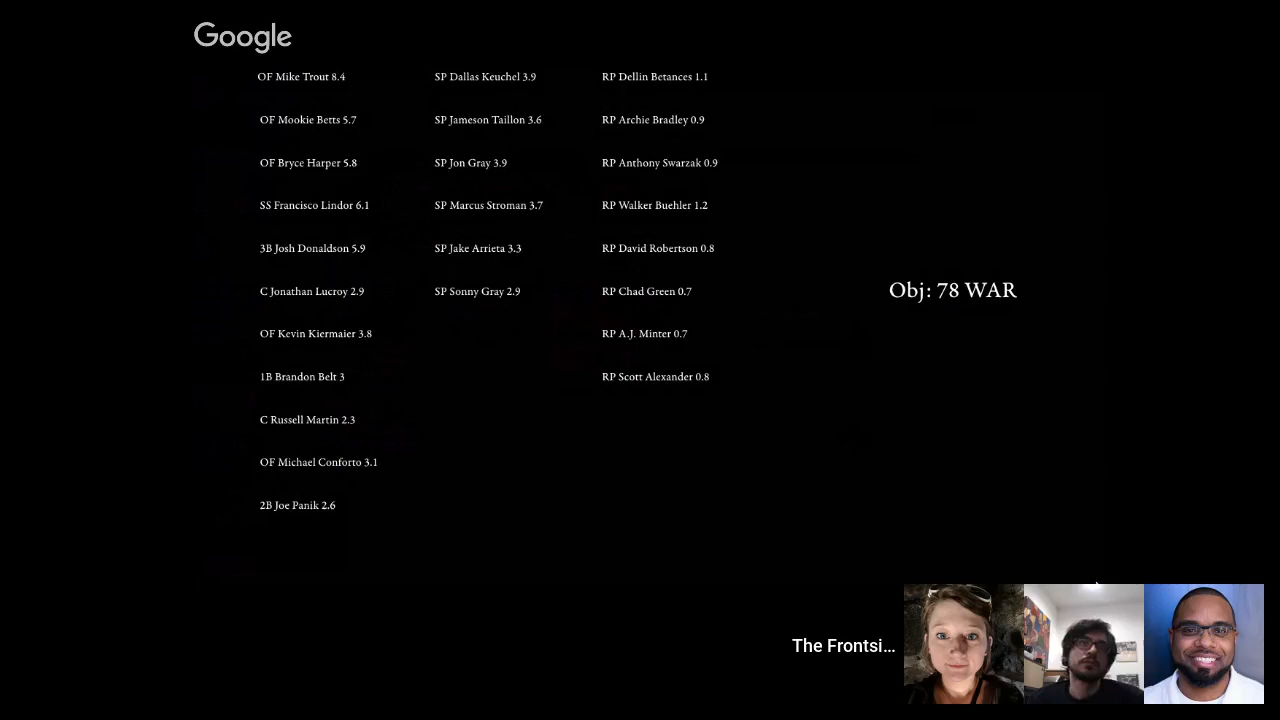 Google
OF Mike Trout 8.4
OF Mookie Betts 5.7
OF Bryce Harper 5.8
SS Francisco Lindor 6.1
3B Josh Donaldson 5.9
C Jonathan Lucroy 2.9
OF Kevin Kiermaier 3.8
1B Brandon Belt 3
C Russell Martin 2.3
OF Michael Conforto 3.1
2B Joe Panik 2.6
SP Dallas Keuchel 3.9
SP Jameson Taillon 3.6
SP Jon Gray 3.9
SP Marcus Stroman 3.7
SP Jake Arrieta 3.3
SP Sonny Gray 2.9
RP Dellin Betances 1.1
RP Archie Bradley 0.9
RP Anthony Swarzak 0.9
RP Walker Buehler 1.2
RP David Robertson 0.8
RP Chad Green 0.7
RP A.J. Minter 0.7
RP Scott Alexander 0.8
Obj: 78 WAR
The Frontsi...